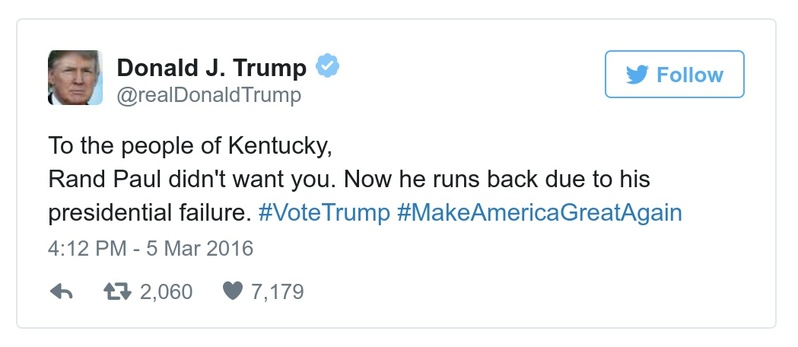 Donald J. Trump
@realDonaldTrump
Follow
To the people of Kentucky,
Rand Paul didn't want you. Now he runs back due to his
presidential failure. #VoteTrump #MakeAmericaGreatAgain
4:12 PM - 5 Mar 2016
2,060 7,179